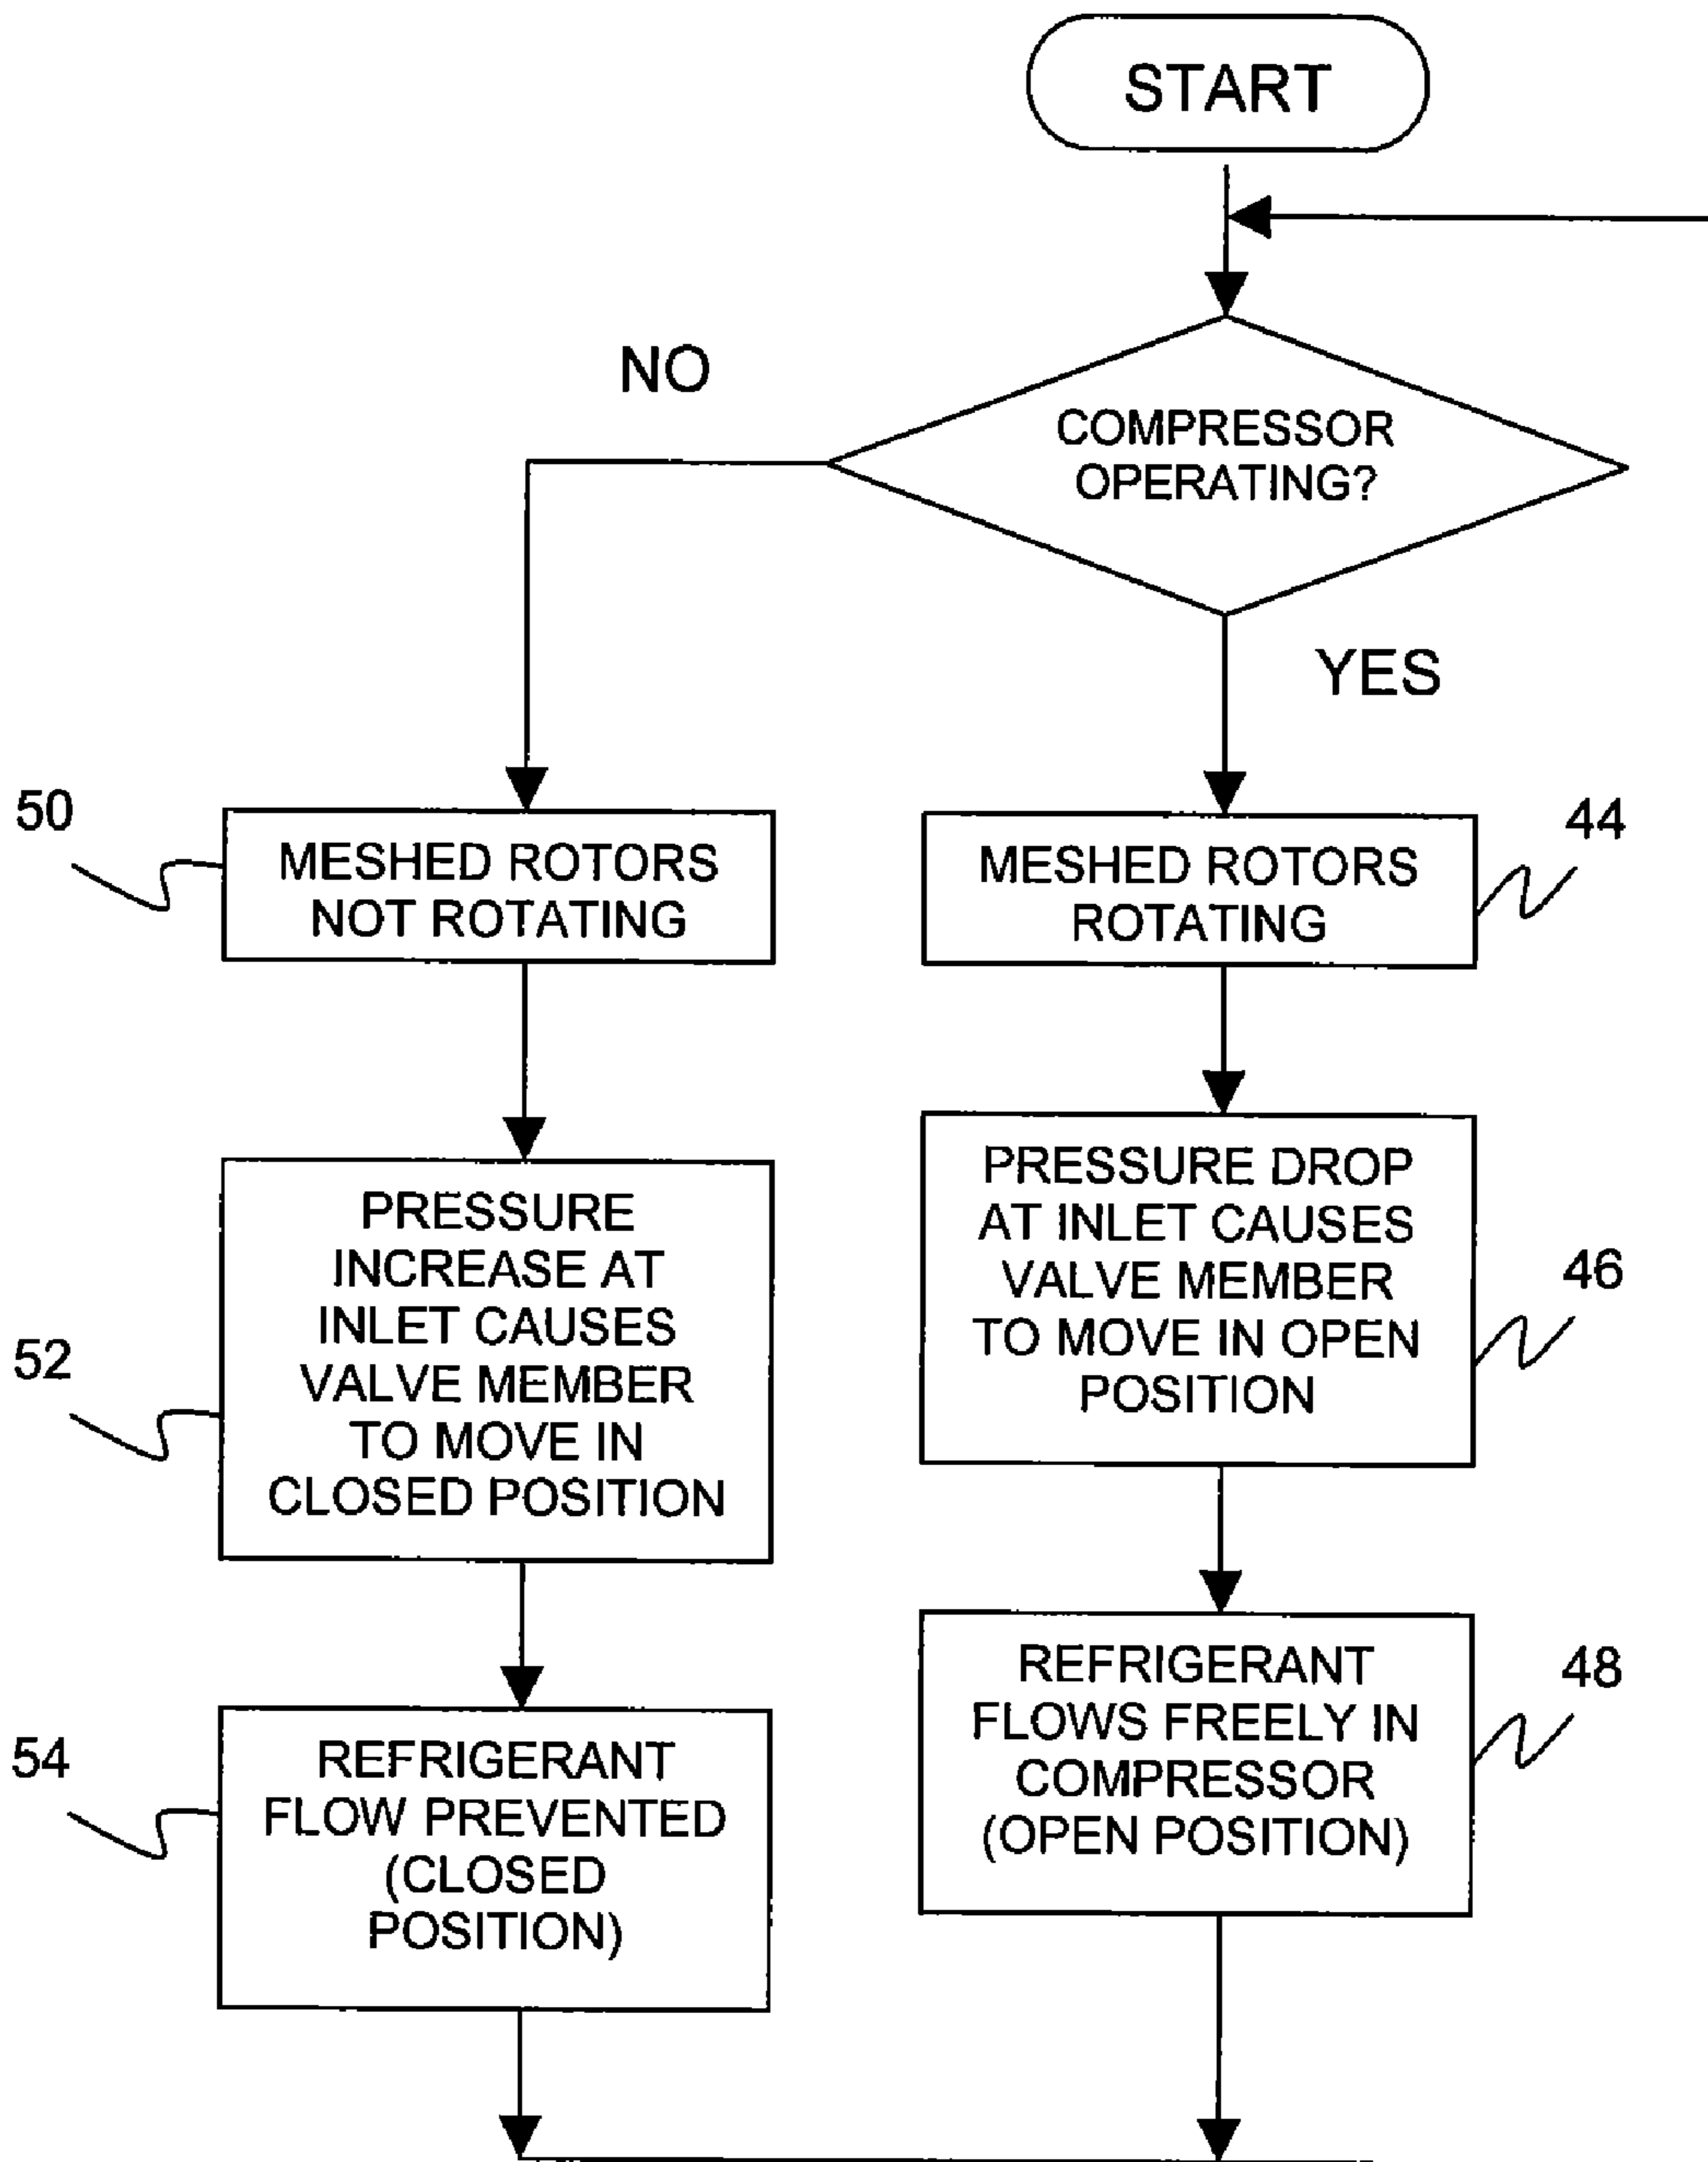 START
COMPRESSOR
OPERATING?
NO
YES
50
MESHED ROTORS
NOT ROTATING
MESHED ROTORS
ROTATING
44
52
PRESSURE
INCREASE AT
INLET CAUSES
VALVE MEMBER
TO MOVE IN
CLOSED POSITION
PRESSURE DROP
AT INLET CAUSES
VALVE MEMBER
TO MOVE IN OPEN
POSITION
46
54
REFRIGERANT
FLOW PREVENTED
(CLOSED
POSITION)
REFRIGERANT
FLOWS FREELY IN
COMPRESSOR
(OPEN POSITION)
48